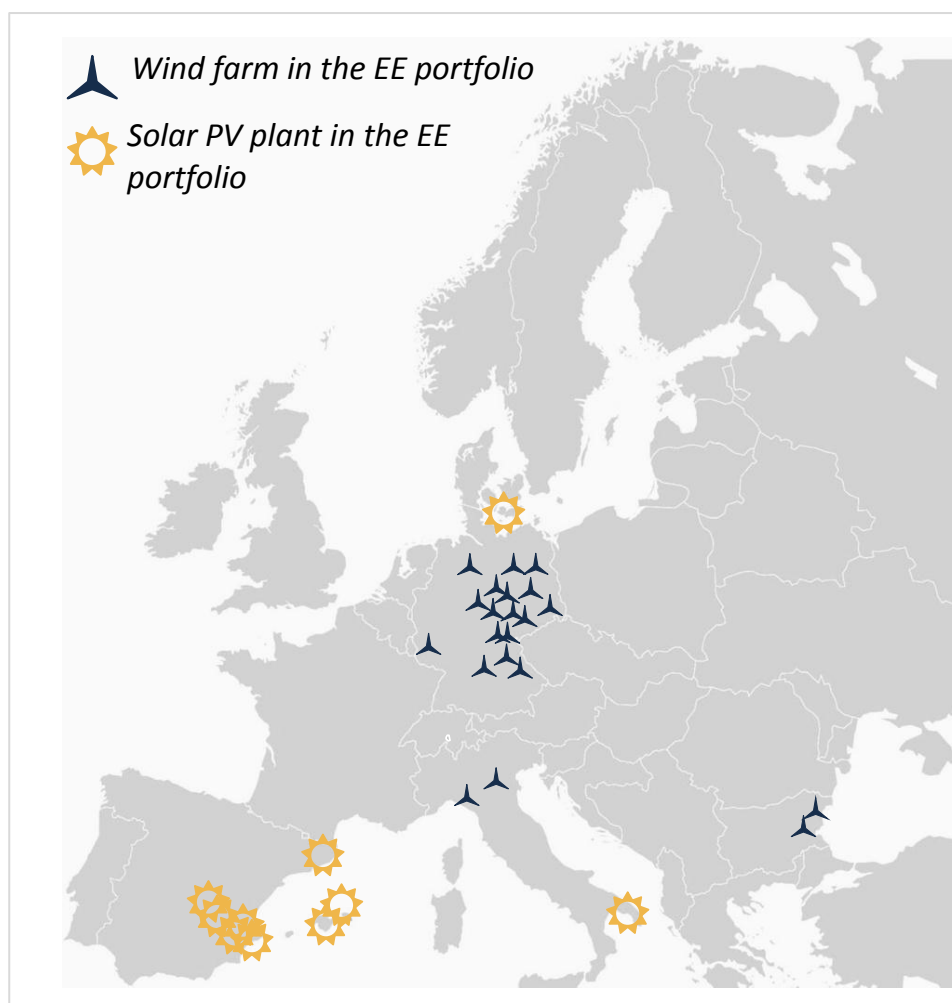 Wind farm in the EE portfolio
Solar PV plant in the EE
portfolio